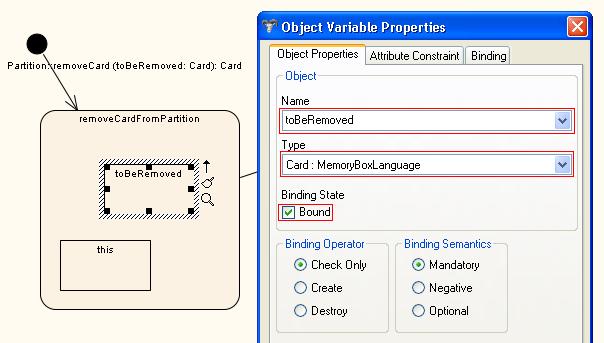 Partition::removeCard (toBeRemoved: Card): Card
removeCardFromPartition
toBeRemoved
this
Object Variable Properties
Object Properties Attribute Constraint Binding
Object
Name
toBeRemoved
Type
Card : MemoryBoxLanguage
Binding State
Bound
Binding Operator
Check Only
Create
Destroy
Binding Semantics
Mandatory
Negative
Optional